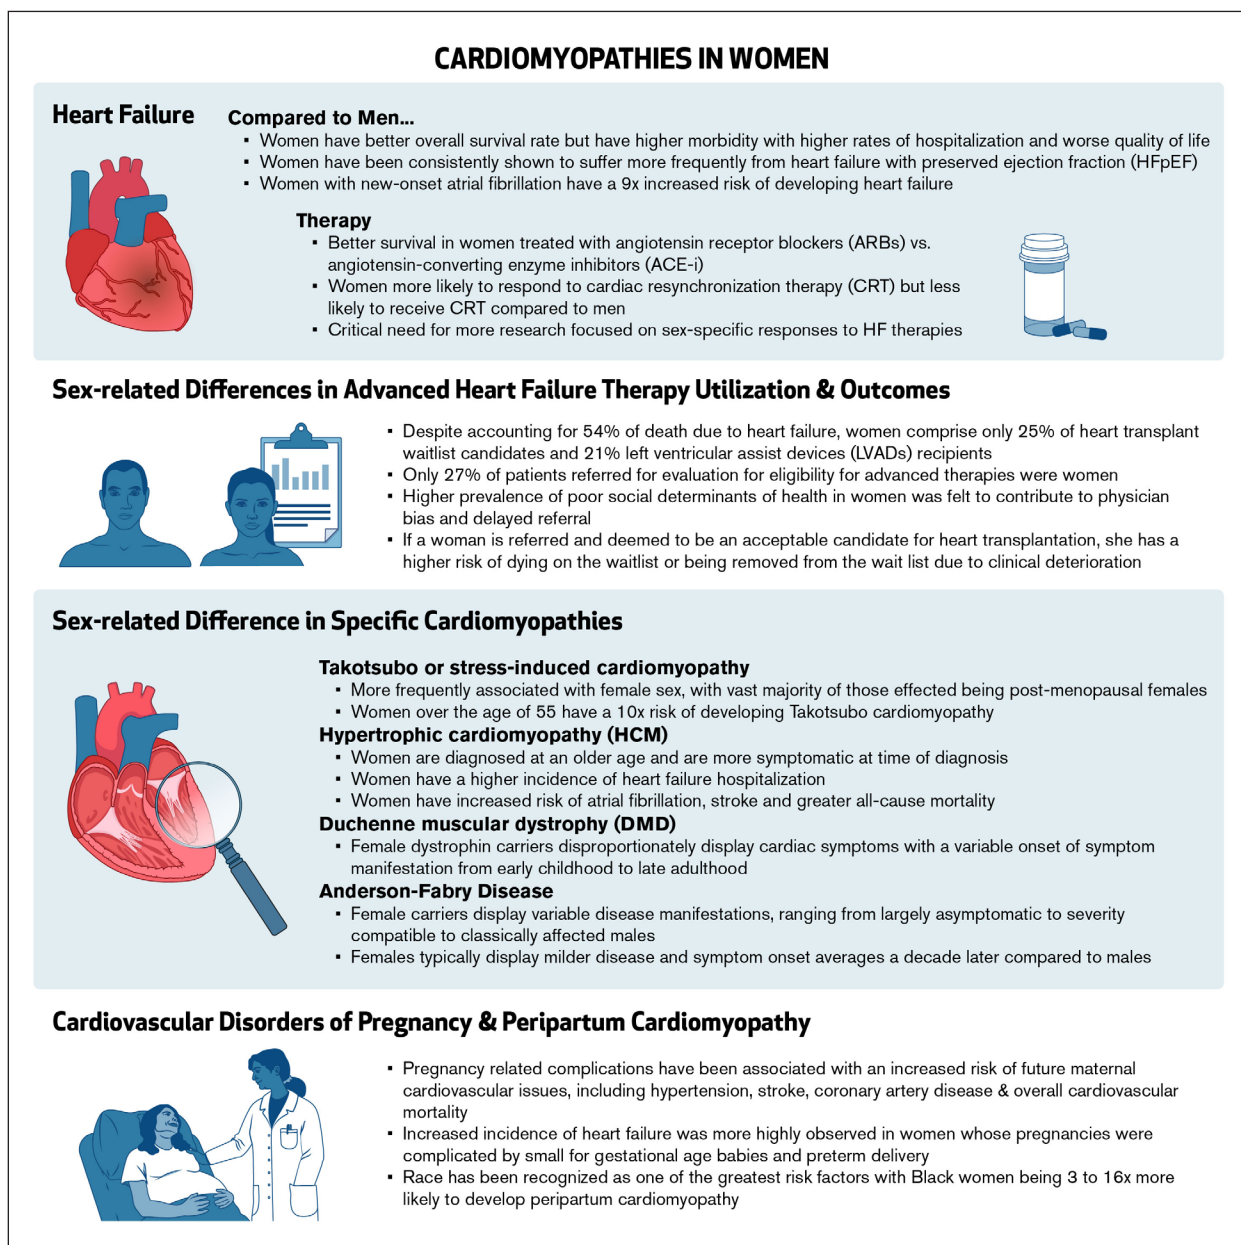 CARDIOMYOPATHIES IN WOMEN
Heart Failure
Compared to Men...
▪ Women have better overall survival rate but have higher morbidity with higher rates of hospitalization and worse quality of life
▪ Women have been consistently shown to suffer more frequently from heart failure with preserved ejection fraction (HFpEF)
▪ Women with new-onset atrial fibrillation have a 9x increased risk of developing heart failure
Therapy
▪ Better survival in women treated with angiotensin receptor blockers (ARBs) vs.
angiotensin-converting enzyme inhibitors (ACE-i)
▪ Women more likely to respond to cardiac resynchronization therapy (CRT) but less
likely to receive CRT compared to men
▪ Critical need for more research focused on sex-specific responses to HF therapies
Sex-related Differences in Advanced Heart Failure Therapy Utilization & Outcomes
▪ Despite accounting for 54% of death due to heart failure, women comprise only 25% of heart transplant
waitlist candidates and 21% left ventricular assist devices (LVADs) recipients
▪ Only 27% of patients referred for evaluation for eligibility for advanced therapies were women
▪ Higher prevalence of poor social determinants of health in women was felt to contribute to physician
bias and delayed referral
▪ If a woman is referred and deemed to be an acceptable candidate for heart transplantation, she has a
higher risk of dying on the waitlist or being removed from the wait list due to clinical deterioration
Sex-related Difference in Specific Cardiomyopathies
Takotsubo or stress-induced cardiomyopathy
▪ More frequently associated with female sex, with vast majority of those effected being post-menopausal females
▪ Women over the age of 55 have a 10x risk of developing Takotsubo cardiomyopathy
Hypertrophic cardiomyopathy (HCM)
▪ Women are diagnosed at an older age and are more symptomatic at time of diagnosis
▪ Women have a higher incidence of heart failure hospitalization
▪ Women have increased risk of atrial fibrillation, stroke and greater all-cause mortality
Duchenne muscular dystrophy (DMD)
▪ Female dystrophin carriers disproportionately display cardiac symptoms with a variable onset of symptom
manifestation from early childhood to late adulthood
Anderson-Fabry Disease
▪ Female carriers display variable disease manifestations, ranging from largely asymptomatic to severity
compatible to classically affected males
▪ Females typically display milder disease and symptom onset averages a decade later compared to males
Cardiovascular Disorders of Pregnancy & Peripartum Cardiomyopathy
▪ Pregnancy related complications have been associated with an increased risk of future maternal
cardiovascular issues, including hypertension, stroke, coronary artery disease & overall cardiovascular
mortality
▪ Increased incidence of heart failure was more highly observed in women whose pregnancies were
complicated by small for gestational age babies and preterm delivery
▪ Race has been recognized as one of the greatest risk factors with Black women being 3 to 16x more
likely to develop peripartum cardiomyopathy